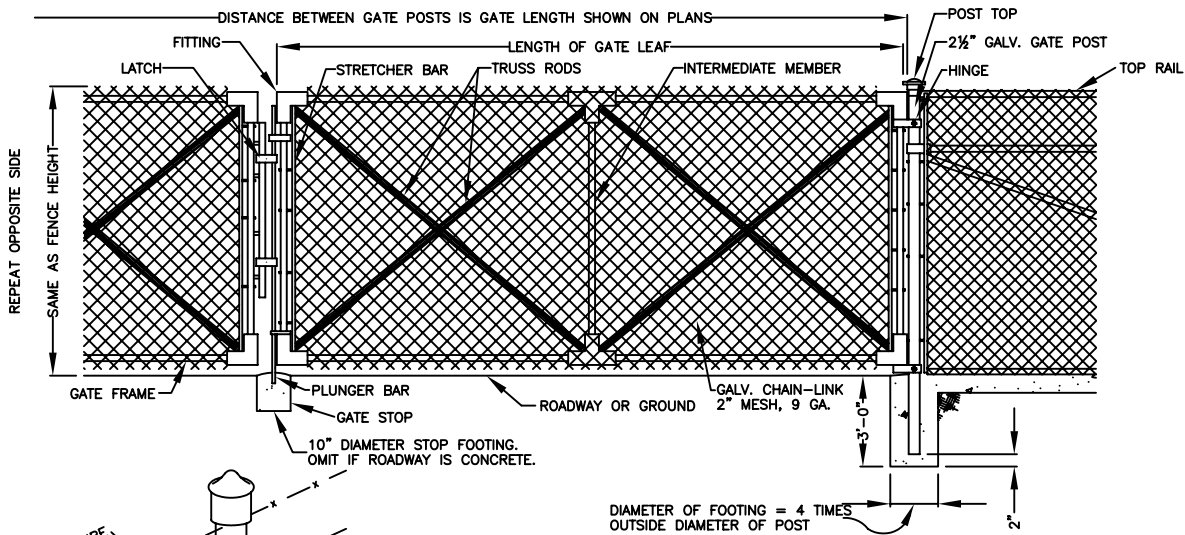 DISTANCE BETWEEN GATE POSTS IS GATE LENGTH SHOWN ON PLANS
POST TOP
FITTING
LENGTH OF GATE LEAF
2½" GALV. GATE POST
LATCH
STRETCHER BAR
TRUSS RODS
INTERMEDIATE MEMBER
HINGE
TOP RAIL
REPEAT OPPOSITE SIDE
SAME AS FENCE HEIGHT
GATE FRAME
PLUNGER BAR
GATE STOP
ROADWAY OR GROUND
GALV. CHAIN-LINK
2" MESH, 9 GA.
3'-0"
10" DIAMETER STOP FOOTING.
OMIT IF ROADWAY IS CONCRETE.
DIAMETER OF FOOTING = 4 TIMES
OUTSIDE DIAMETER OF POST
2"
x
x